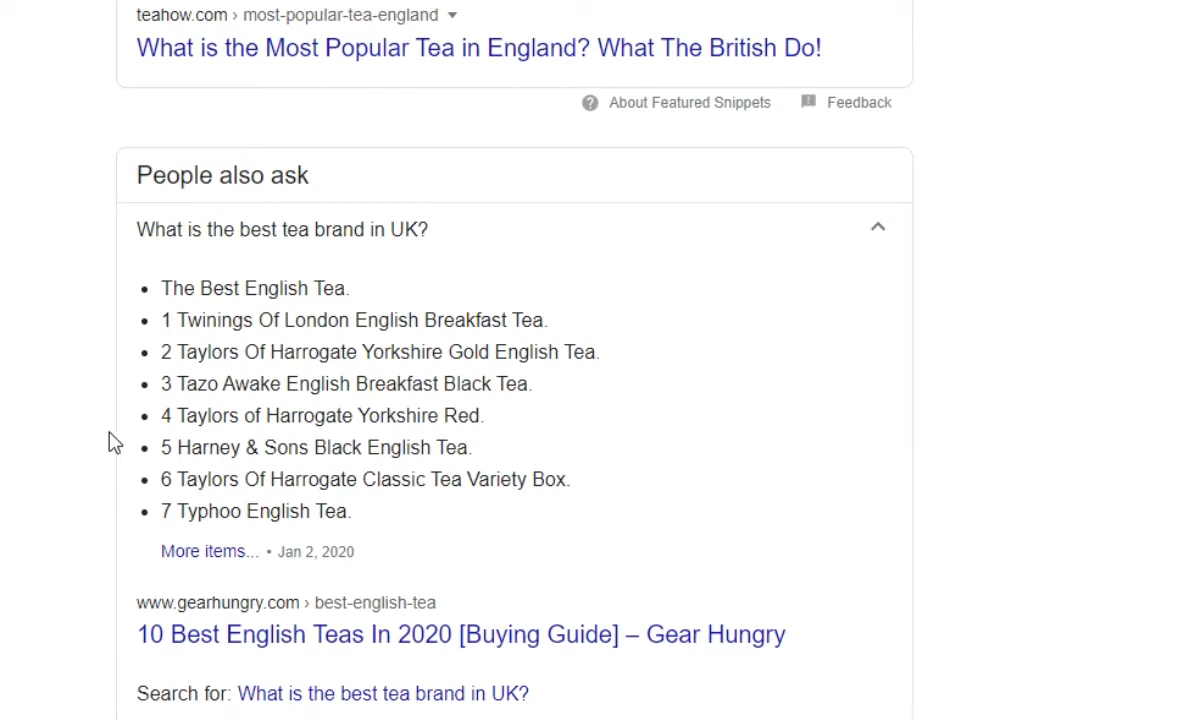 teahow.com › most-popular-tea-england
What is the Most Popular Tea in England? What The British Do!
About Featured Snippets Feedback
People also ask
What is the best tea brand in UK?
• The Best English Tea.
• 1 Twinings Of London English Breakfast Tea.
• 2 Taylors Of Harrogate Yorkshire Gold English Tea.
• 3 Tazo Awake English Breakfast Black Tea.
• 4 Taylors of Harrogate Yorkshire Red.
• 5 Harney & Sons Black English Tea.
• 6 Taylors Of Harrogate Classic Tea Variety Box.
• 7 Typhoo English Tea.
More items... • Jan 2, 2020
www.gearhungry.com › best-english-tea
10 Best English Teas In 2020 [Buying Guide] – Gear Hungry
Search for: What is the best tea brand in UK?